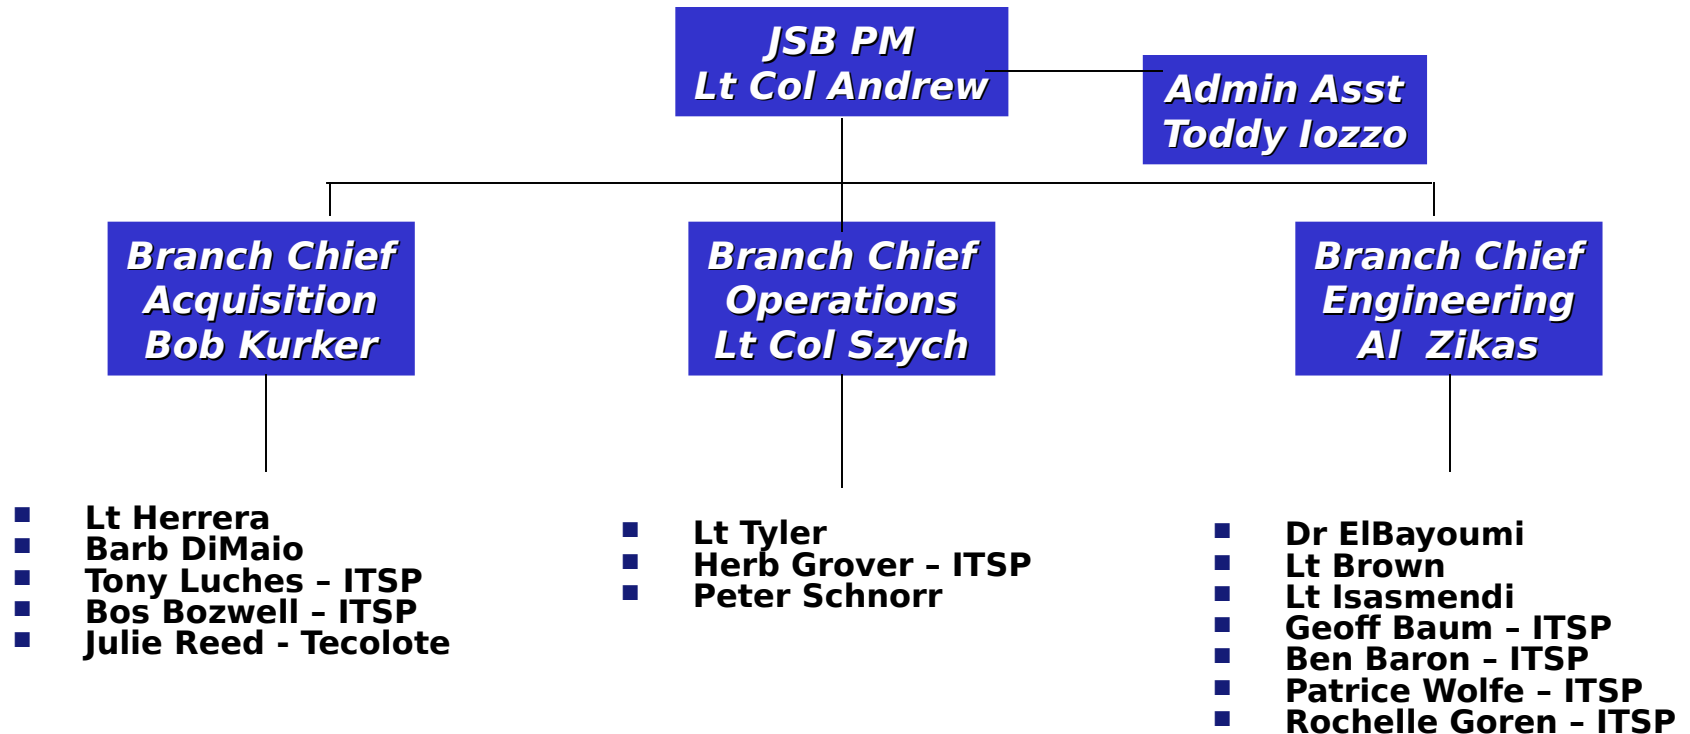 JSB PM
Lt Col Andrew
Admin Asst
Toddy Iozzo
Branch Chief
Acquisition
Bob Kurker
Branch Chief
Operations
Lt Col Szych
Branch Chief
Engineering
Al  Zikas
Lt Herrera
Barb DiMaio
Tony Luches – ITSP
Bos Bozwell – ITSP
Julie Reed - Tecolote
Lt Tyler
Herb Grover – ITSP
Peter Schnorr
Dr ElBayoumi
Lt Brown
Lt Isasmendi
Geoff Baum – ITSP
Ben Baron – ITSP
Patrice Wolfe – ITSP
Rochelle Goren – ITSP